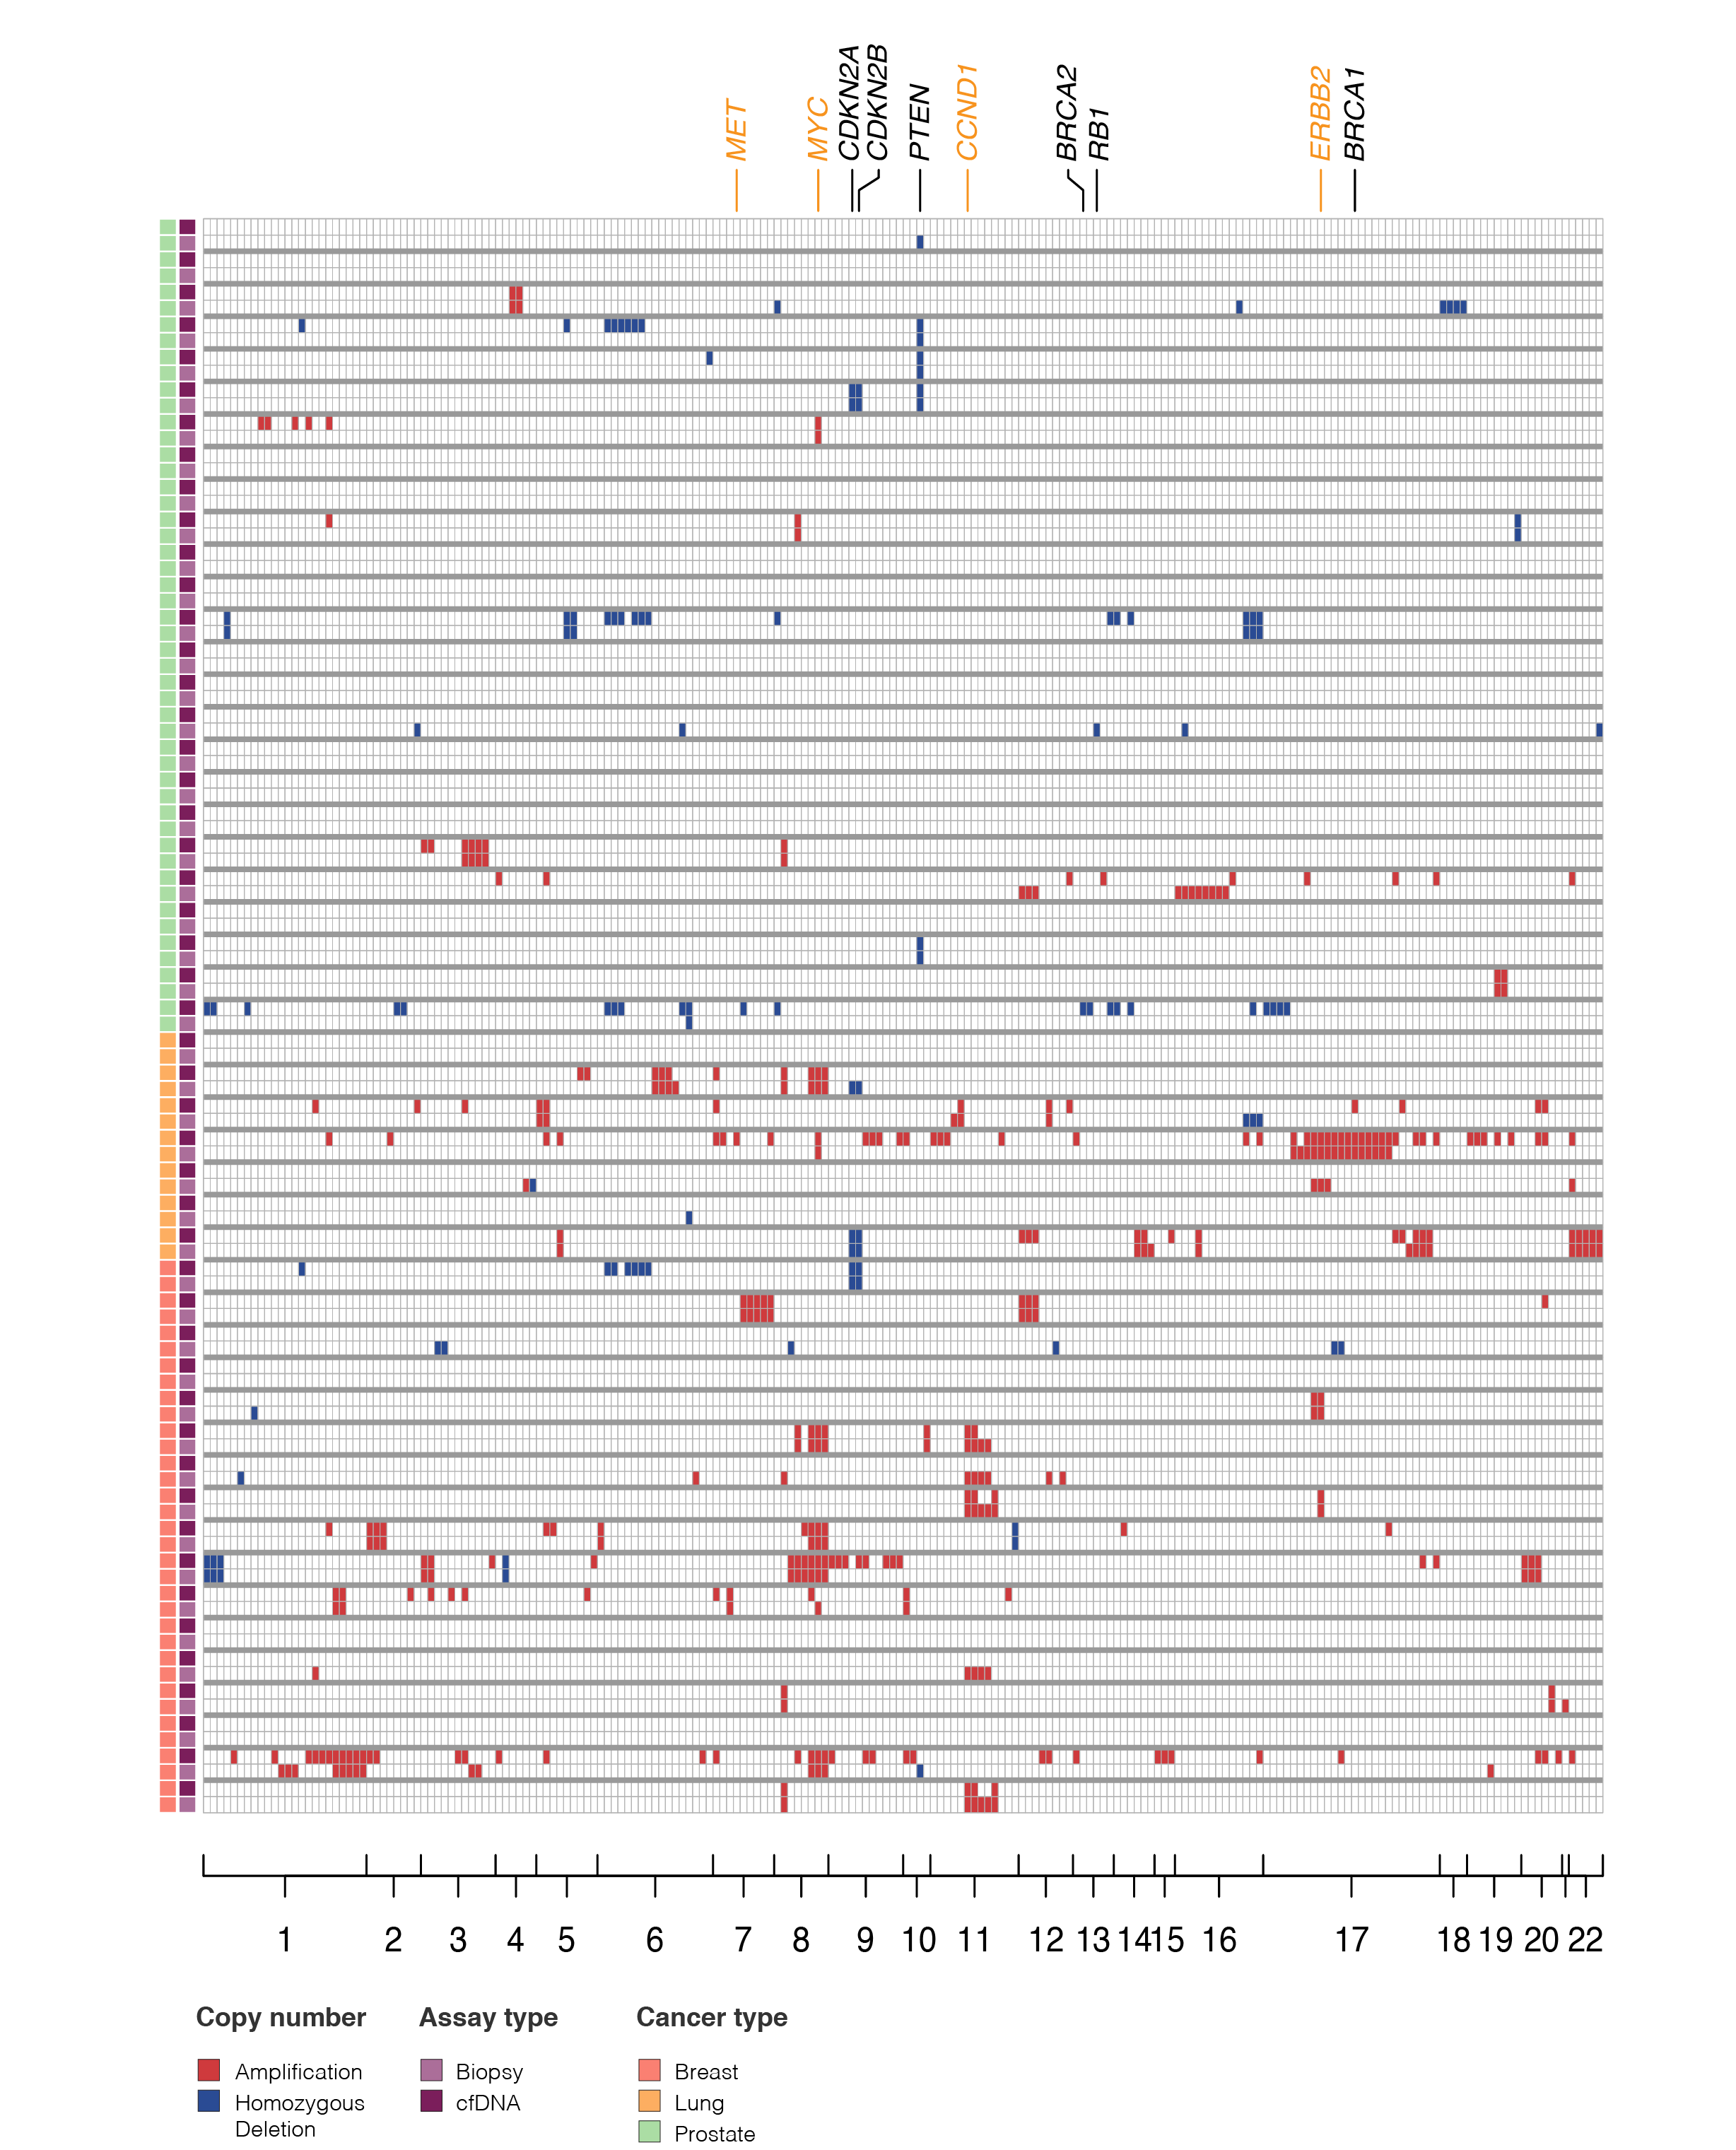 MET
MYC
CDKN2A
CDKN2B
PTEN
CCND1
BRCA2
RB1
ERBB2
BRCA1
1 2 3 4 5 6 7 8 9 10 11 12 13 14 15 16 17 18 19 20 22
Copy number
Amplification
Homozygous
Deletion
Assay type
Biopsy
cfDNA
Cancer type
Breast
Lung
Prostate